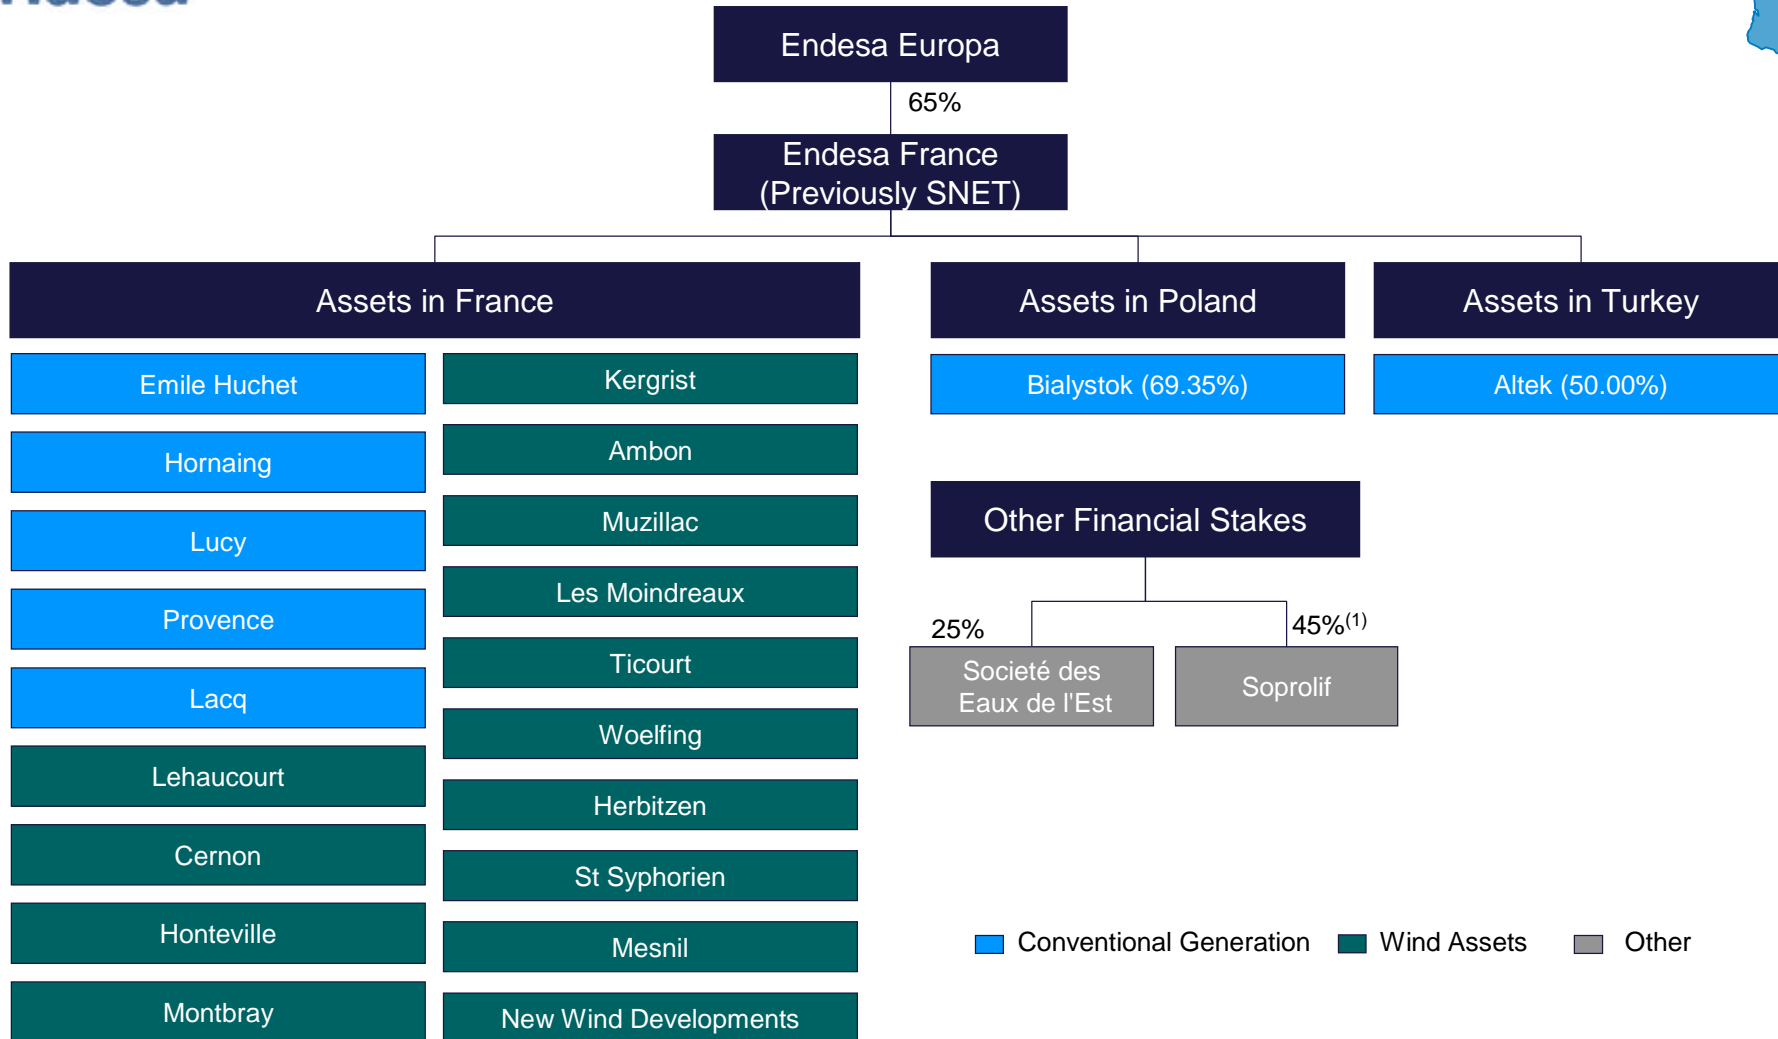 Endesa Europa
65%
Endesa France
(Previously SNET)
Assets in France
Assets in Poland
Assets in Turkey
Emile Huchet
Hornaing
Lucy
Provence
Lacq
Lehaucourt
Cernon
Honteville
Montbray
Kergrist
Ambon
Muzillac
Les Moindreaux
Ticourt
Woelfing
Herbitzen
St Syphorien
Mesnil
New Wind Developments
Bialystok (69.35%)
Altek (50.00%)
Other Financial Stakes
25%
45%(1)
Societé des
Eaux de l'Est
Soprolif
Conventional Generation
Wind Assets
Other